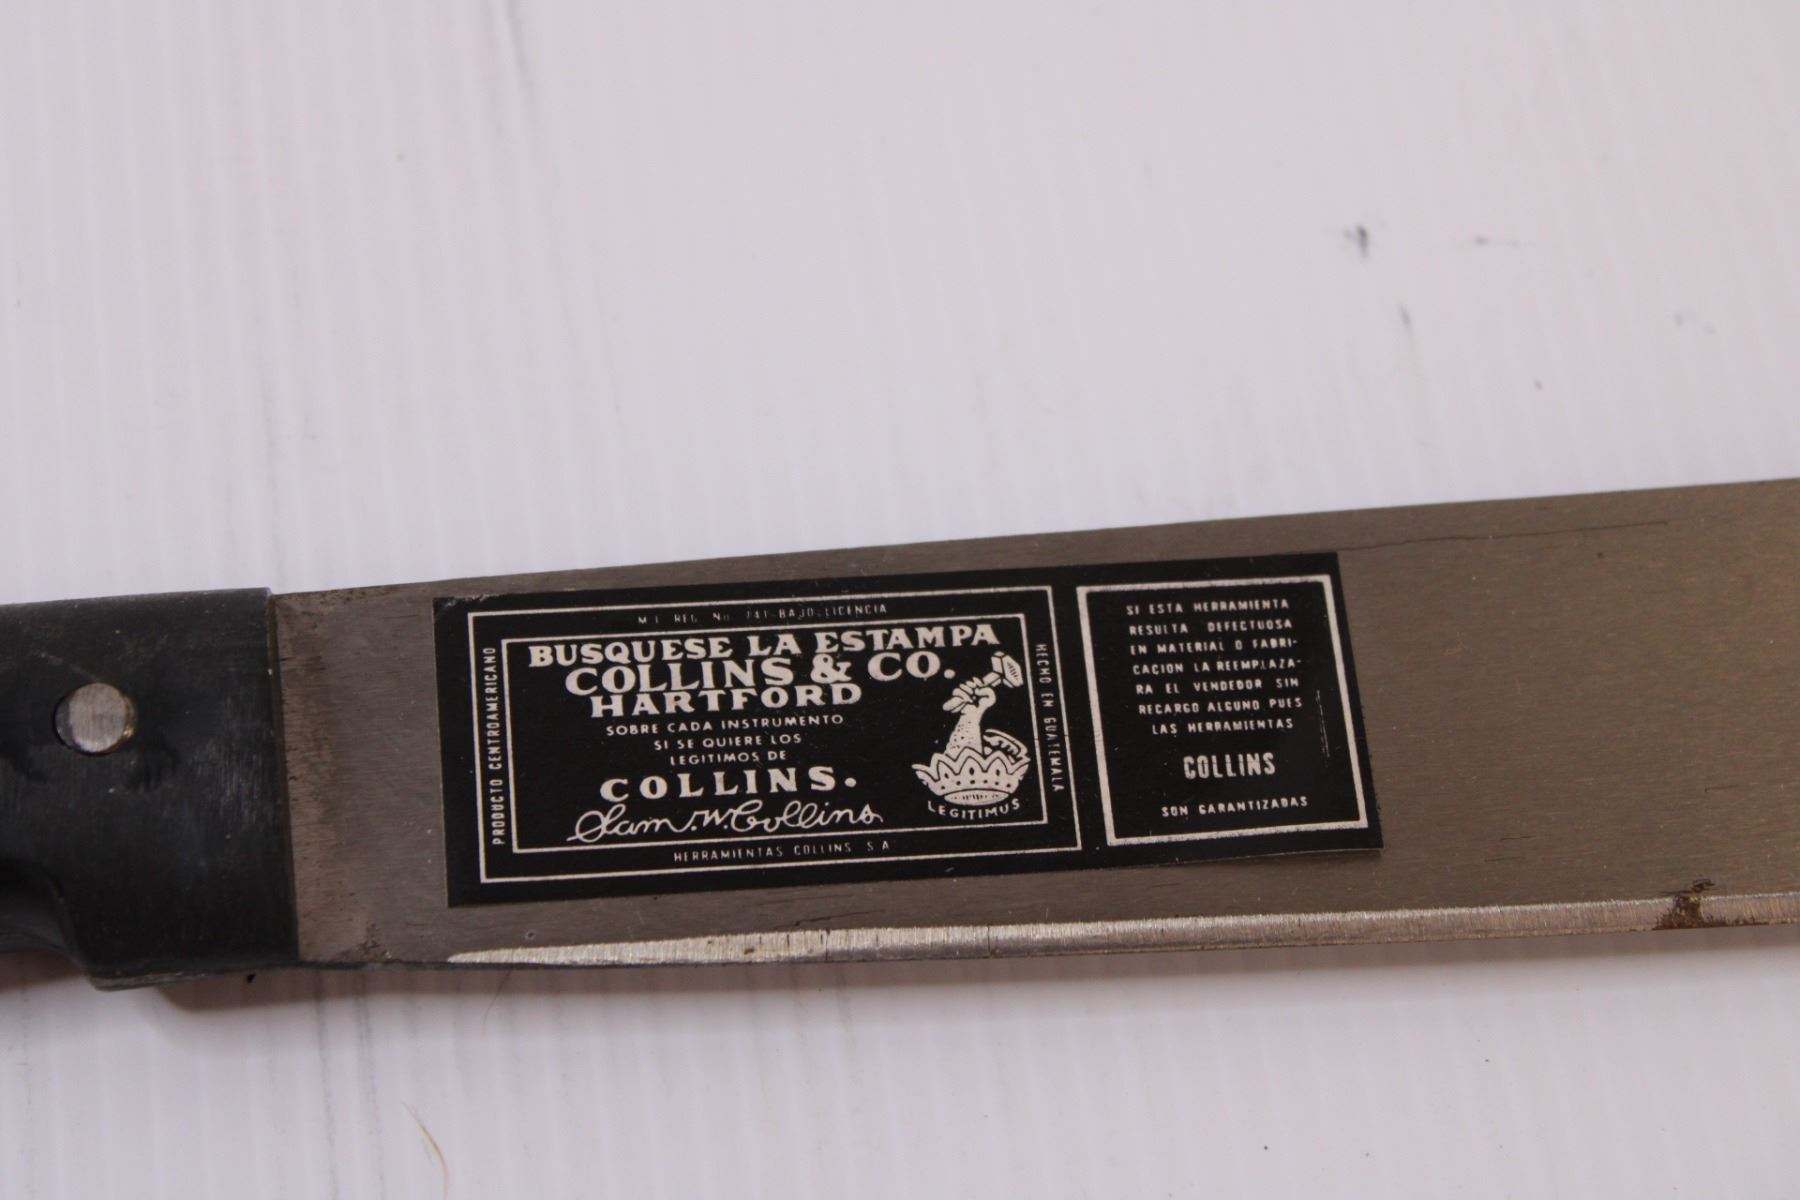 M.I. REG. No. 741-BAJO-LICENCIA
PRODUCTO CENTROAMERICANO
BUSQUESE LA ESTAMPA
COLLINS & CO.
HARTFORD
SOBRE CADA INSTRUMENTO
SI SE QUIERE LOS
LEGITIMOS DE
COLLINS.
Sam. W. Collins
LEGITIMUS
HECHO EN GUATEMALA
HERRAMIENTAS COLLINS S.A
SI ESTA HERRAMIENTA
RESULTA DEFECTUOSA
EN MATERIAL O FABRI-
CACION LA REEMPLAZA-
RA EL VENDEDOR SIN
RECARGO ALGUNO PUES
LAS HERRAMIENTAS
COLLINS
SON GARANTIZADAS